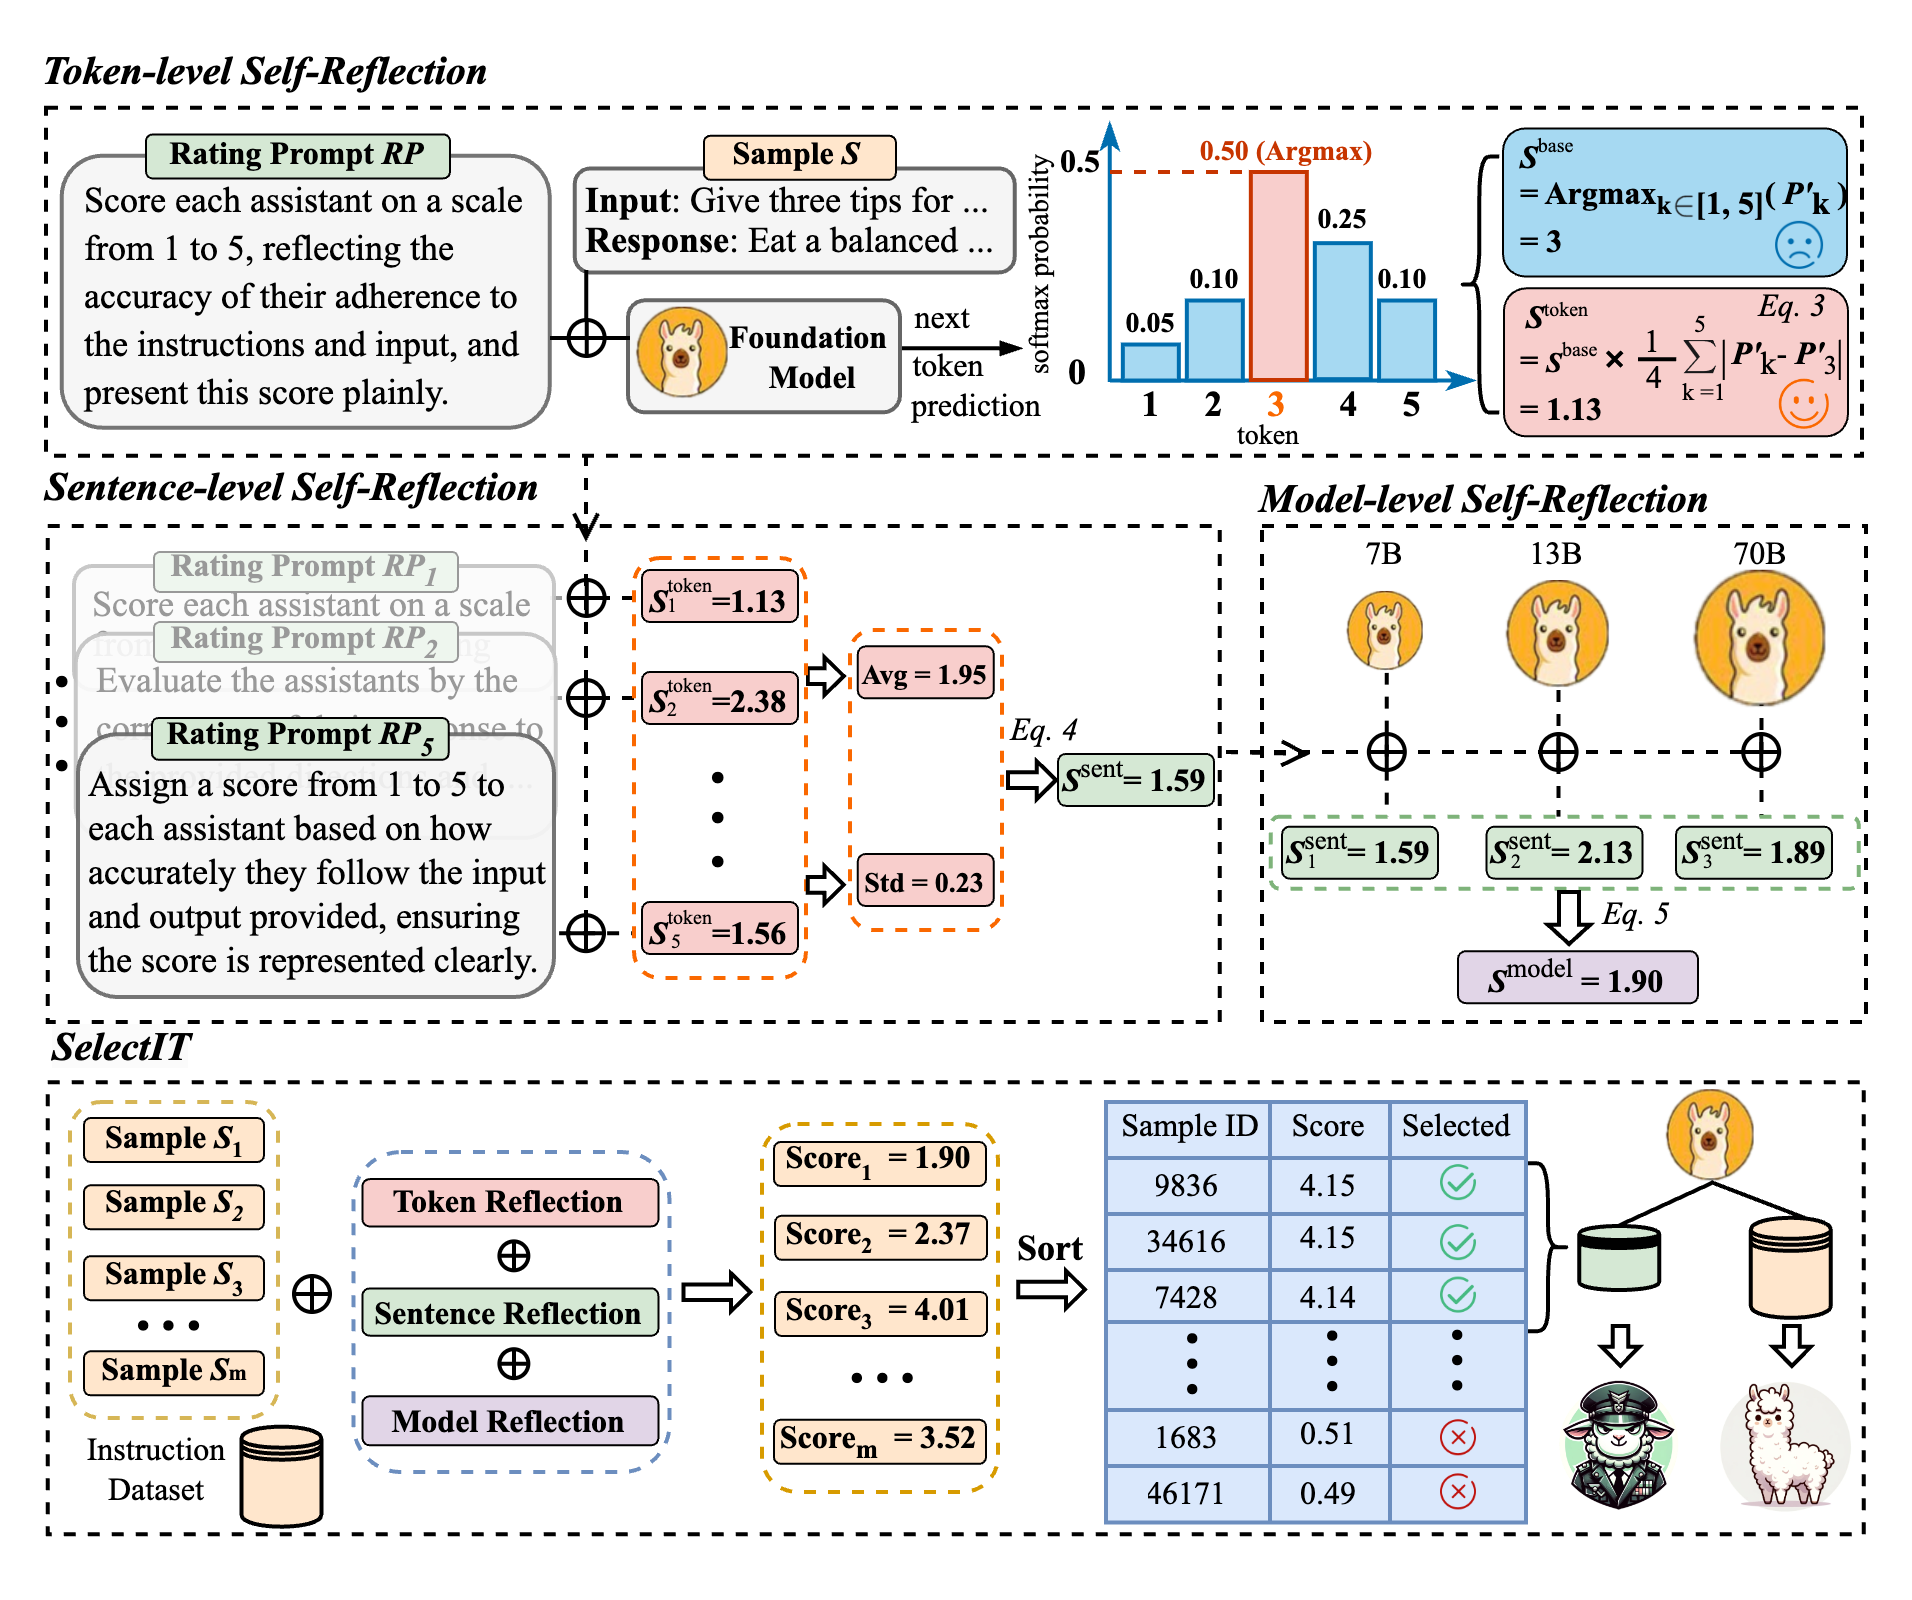 Token-level Self-Reflection
Rating Prompt RP
Score each assistant on a scale
from 1 to 5, reflecting the
accuracy of their adherence to
the instructions and input, and
present this score plainly.
Sample S
Input: Give three tips for ...
Response: Eat a balanced ...
Foundation
Model
next
token
prediction
softmax probability
0.5
0
0.50 (Argmax)
0.05
0.10
0.25
0.10
1 2 3 4 5
token
S^base
= Argmax_k∈[1, 5] ( P'_k )
= 3
Eq. 3
S^token
= S^base × 1/4 ∑_{k=1}^5 | P'_k - P'_3 |
= 1.13
Sentence-level Self-Reflection
Rating Prompt RP_1
Score each assistant on a scale
from
Rating Prompt RP_2
Evaluate the assistants by the
to
Rating Prompt RP_5
Assign a score from 1 to 5 to
each assistant based on how
accurately they follow the input
and output provided, ensuring
the score is represented clearly.
S_1^token=1.13
S_2^token=2.38
S_5^token=1.56
Avg = 1.95
Std = 0.23
Eq. 4
S^sent= 1.59
Model-level Self-Reflection
7B 13B 70B
S_1^sent= 1.59
S_2^sent= 2.13
S_3^sent= 1.89
Eq. 5
S^model = 1.90
SelectIT
Sample S_1
Sample S_2
Sample S_3
...
Sample S_m
Instruction
Dataset
Token Reflection
Sentence Reflection
Model Reflection
Score_1 = 1.90
Score_2 = 2.37
Score_3 = 4.01
...
Score_m = 3.52
Sort
Sample ID Score Selected
9836 4.15
34616 4.15
7428 4.14
1683 0.51
46171 0.49